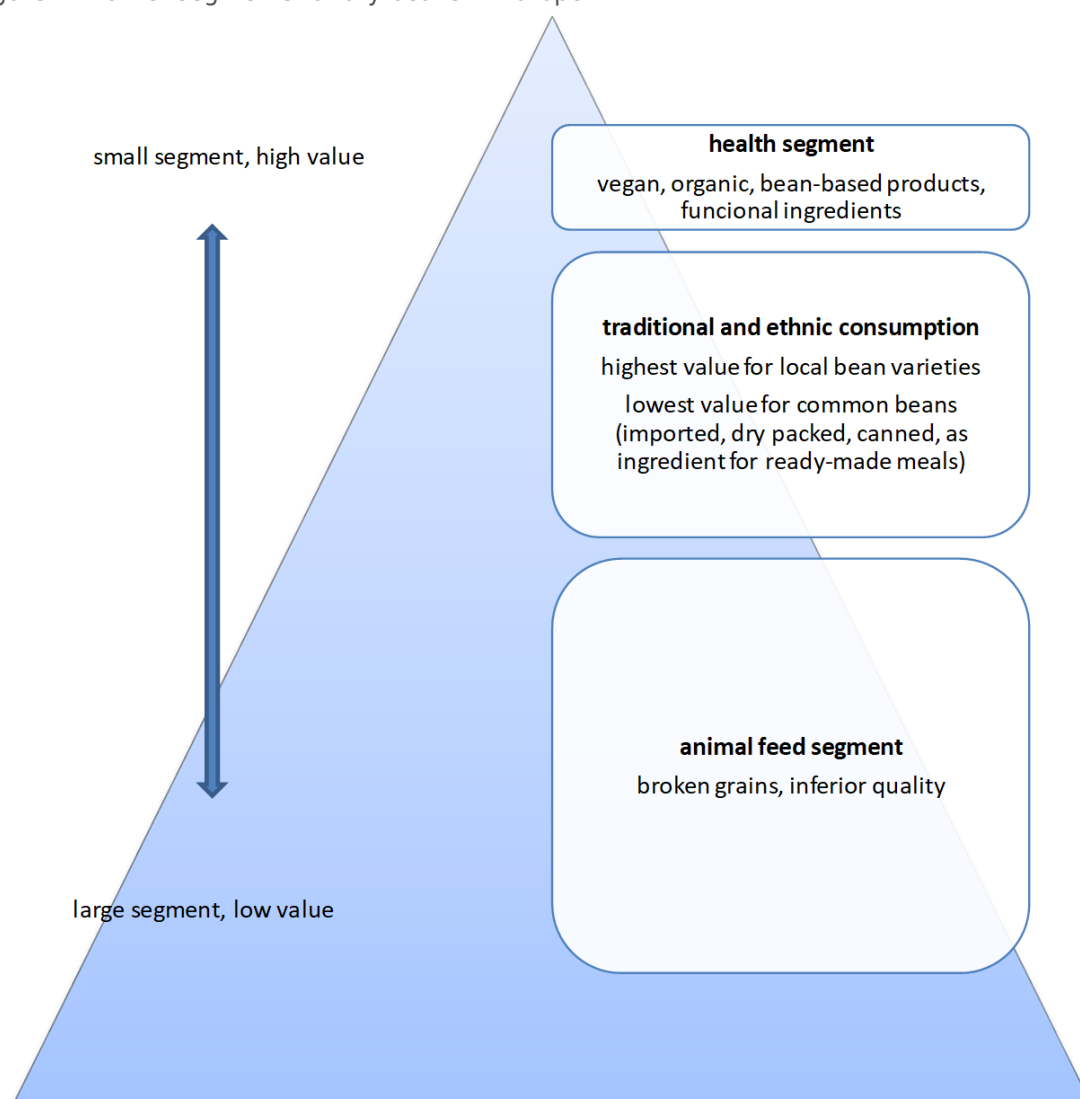 small segment, high value
health segment
vegan, organic, bean-based products,
funcional ingredients
traditional and ethnic consumption
highest value for local bean varieties
lowest value for common beans
(imported, dry packed, canned, as
ingredient for ready-made meals)
animal feed segment
broken grains, inferior quality
large segment, low value